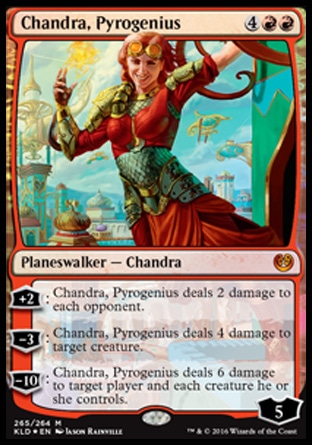 Chandra, Pyrogenius 4
Planeswalker — Chandra
+2: Chandra, Pyrogenius deals 2 damage to
each opponent.
-3: Chandra, Pyrogenius deals 4 damage to
target creature.
-10: Chandra, Pyrogenius deals 6 damage
to target player and each creature he or
she controls.
5
265/264 M
KLD ★ EN Jason Rainville
™ & © 2016 Wizards of the Coast